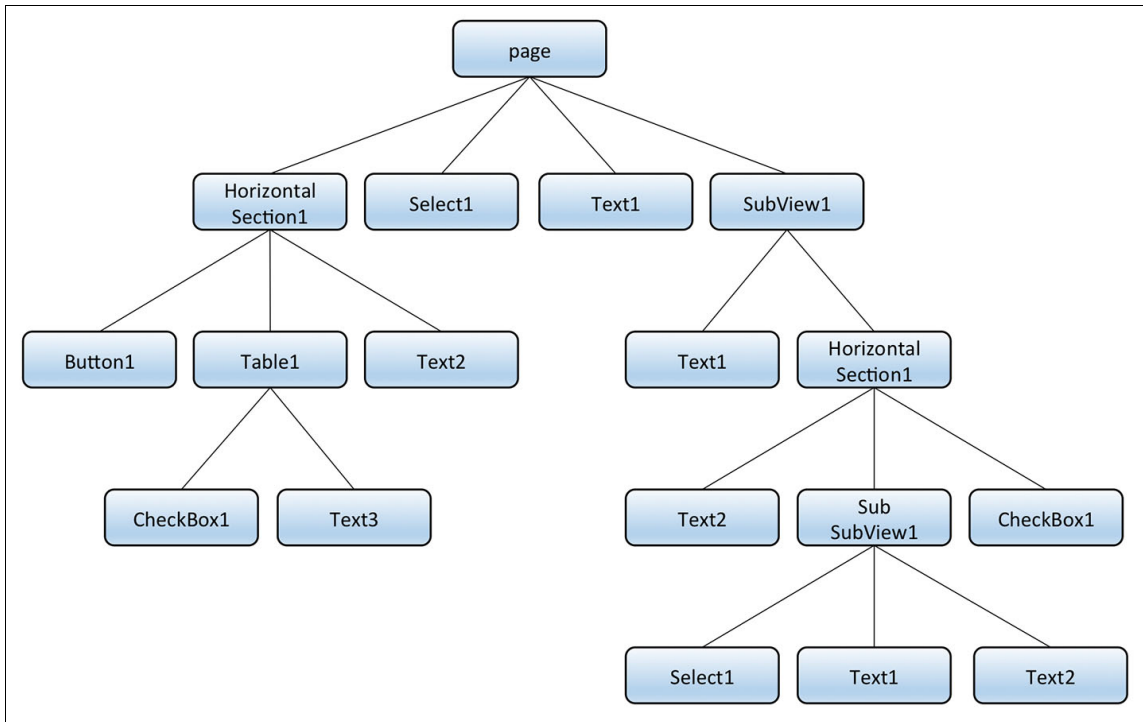 page
Horizontal
Section1
Select1
Text1
SubView1
Button1
Table1
Text2
Text1
Horizontal
Section1
CheckBox1
Text3
Text2
Sub
SubView1
CheckBox1
Select1
Text1
Text2